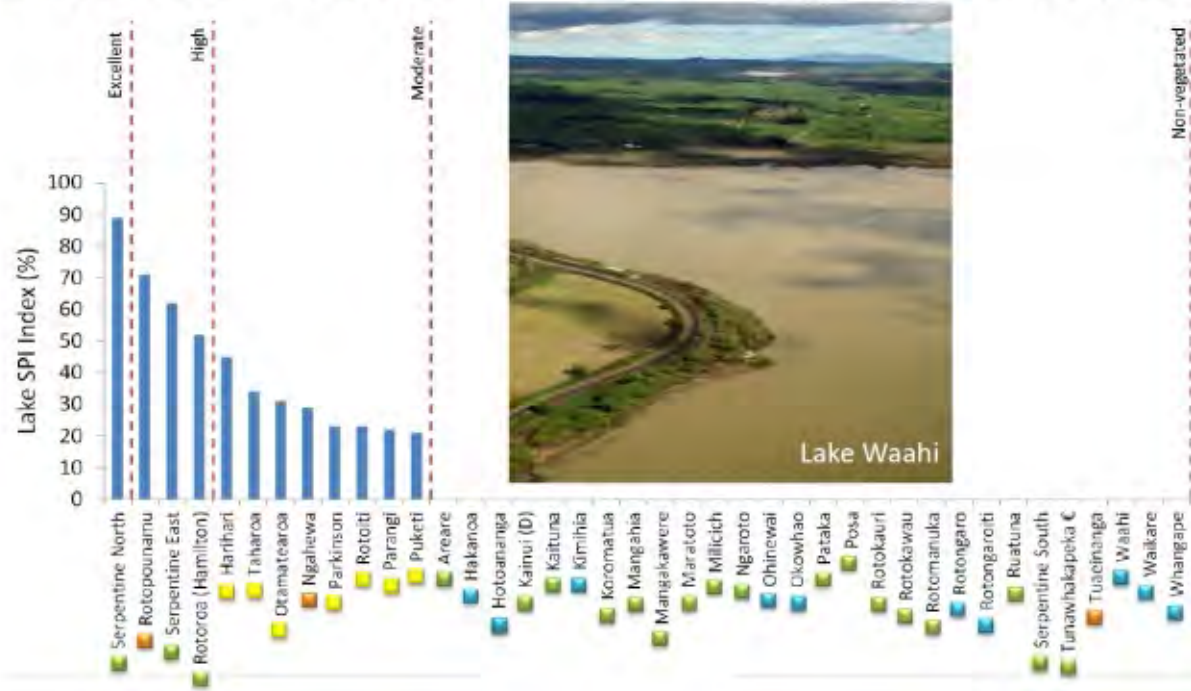 Excellent
High
Moderate
Non-vegetated
Lake SPI Index (%)
100
90
80
70
60
50
40
30
20
10
0
Lake Waahi
Serpentine North
Rotopounamu
Serpentine East
Rotoroa (Hamilton)
Harihari
Taharoa
Otamatearoa
Ngahewa
Parkinson
Rototiti
Parangi
Puketi
Areare
Hakanoa
Hotoananga
Kainui (D)
Kaituna
Kimihia
Koromatua
Mangahia
Mangakawere
Maratoto
Milicich
Ngaroto
Ohinewai
Okowhao
Pataka
Posa
Rotokauri
Rotokawau
Rotomanuka
Rotongaro
Rotongaroiti
Ruatuna
Serpentine South
Tunawhakapeka €
Tuaeinanga
Waahi
Waikare
Whangape